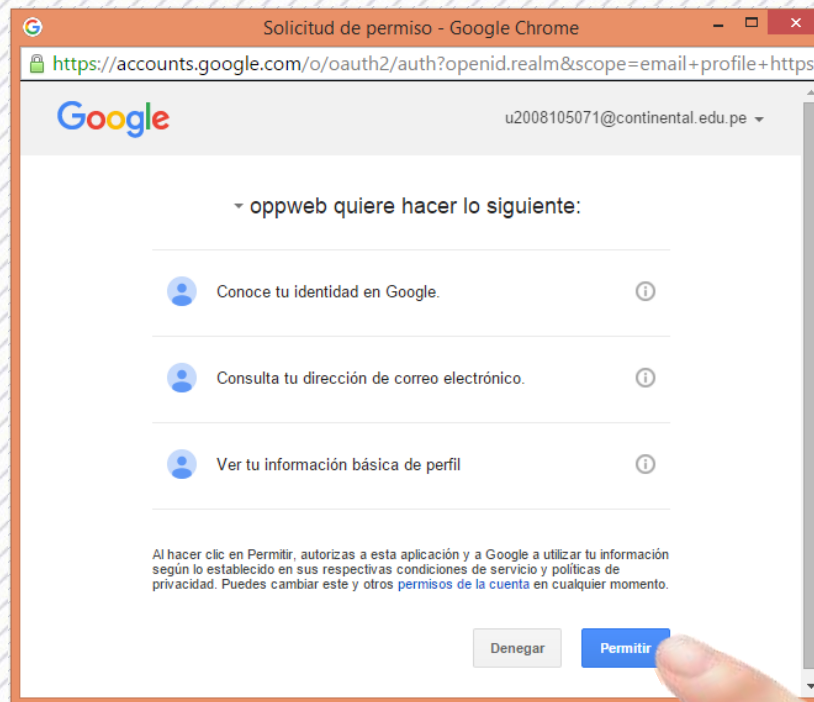 Solicitud de permiso - Google Chrome
https://accounts.google.com/o/oauth2/auth?openid.realm&scope=email+profile+https
Google
u2008105071@continental.edu.pe
oppweb quiere hacer lo siguiente:
Conoce tu identidad en Google.
Consulta tu dirección de correo electrónico.
Ver tu información básica de perfil
Al hacer clic en Permitir, autorizas a esta aplicación y a Google a utilizar tu información
según lo establecido en sus respectivas condiciones de servicio y políticas de
privacidad. Puedes cambiar este y otros permisos de la cuenta en cualquier momento.
Denegar Permitir